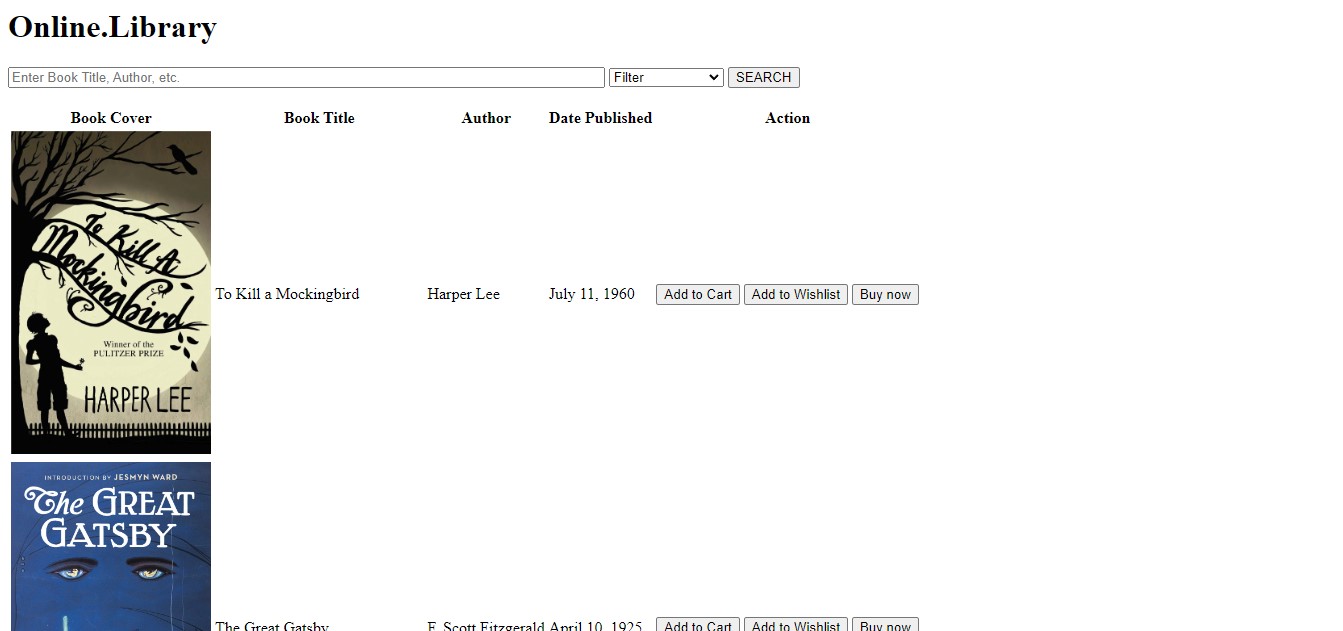 Online.Library
Enter Book Title, Author, etc. Filter SEARCH
Book Cover Book Title Author Date Published Action
To Kill A
Mockingbird
Winner of the
PULITZER PRIZE
HARPER LEE
To Kill a Mockingbird Harper Lee July 11, 1960 Add to Cart Add to Wishlist Buy now
INTRODUCTION BY JESMYN WARD
The GREAT
GATSBY
The Great Gatsby F. Scott Fitzgerald April 10, 1925 Add to Cart Add to Wishlist Buy now